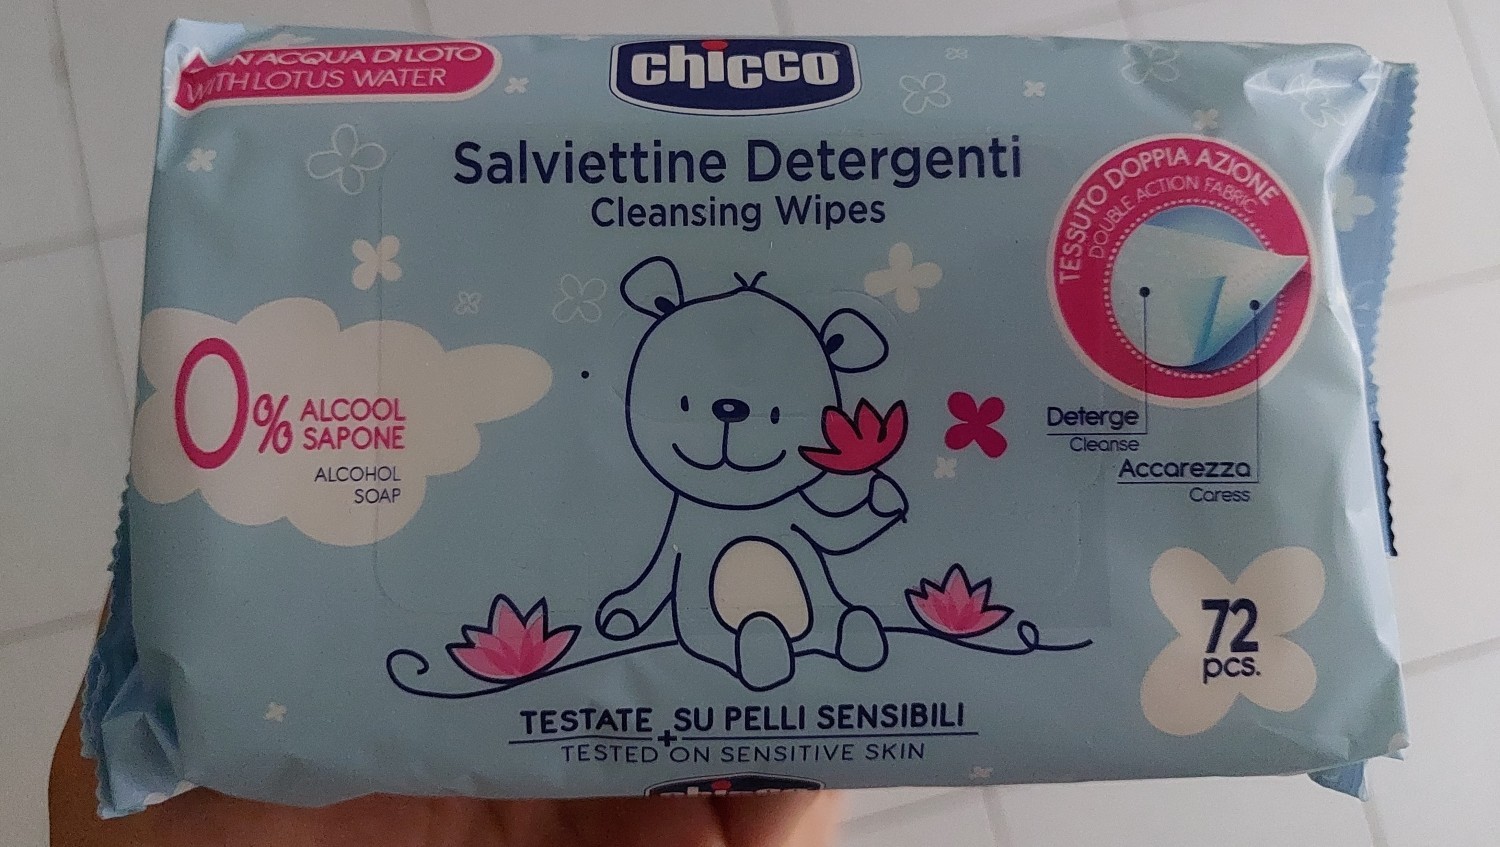 ACQUA DI LOTO
WITH LOTUS WATER
chicco
Salviettine Detergenti
Cleansing Wipes
TESSUTO DOPPIA AZIONE
DOUBLE ACTION FABRIC
0% ALCOOL
SAPONE
ALCOHOL
SOAP
Deterge
Cleanse
Accarezza
Caress
72
pcs.
TESTATE SU PELLI SENSIBILI
+
TESTED ON SENSITIVE SKIN
chicco